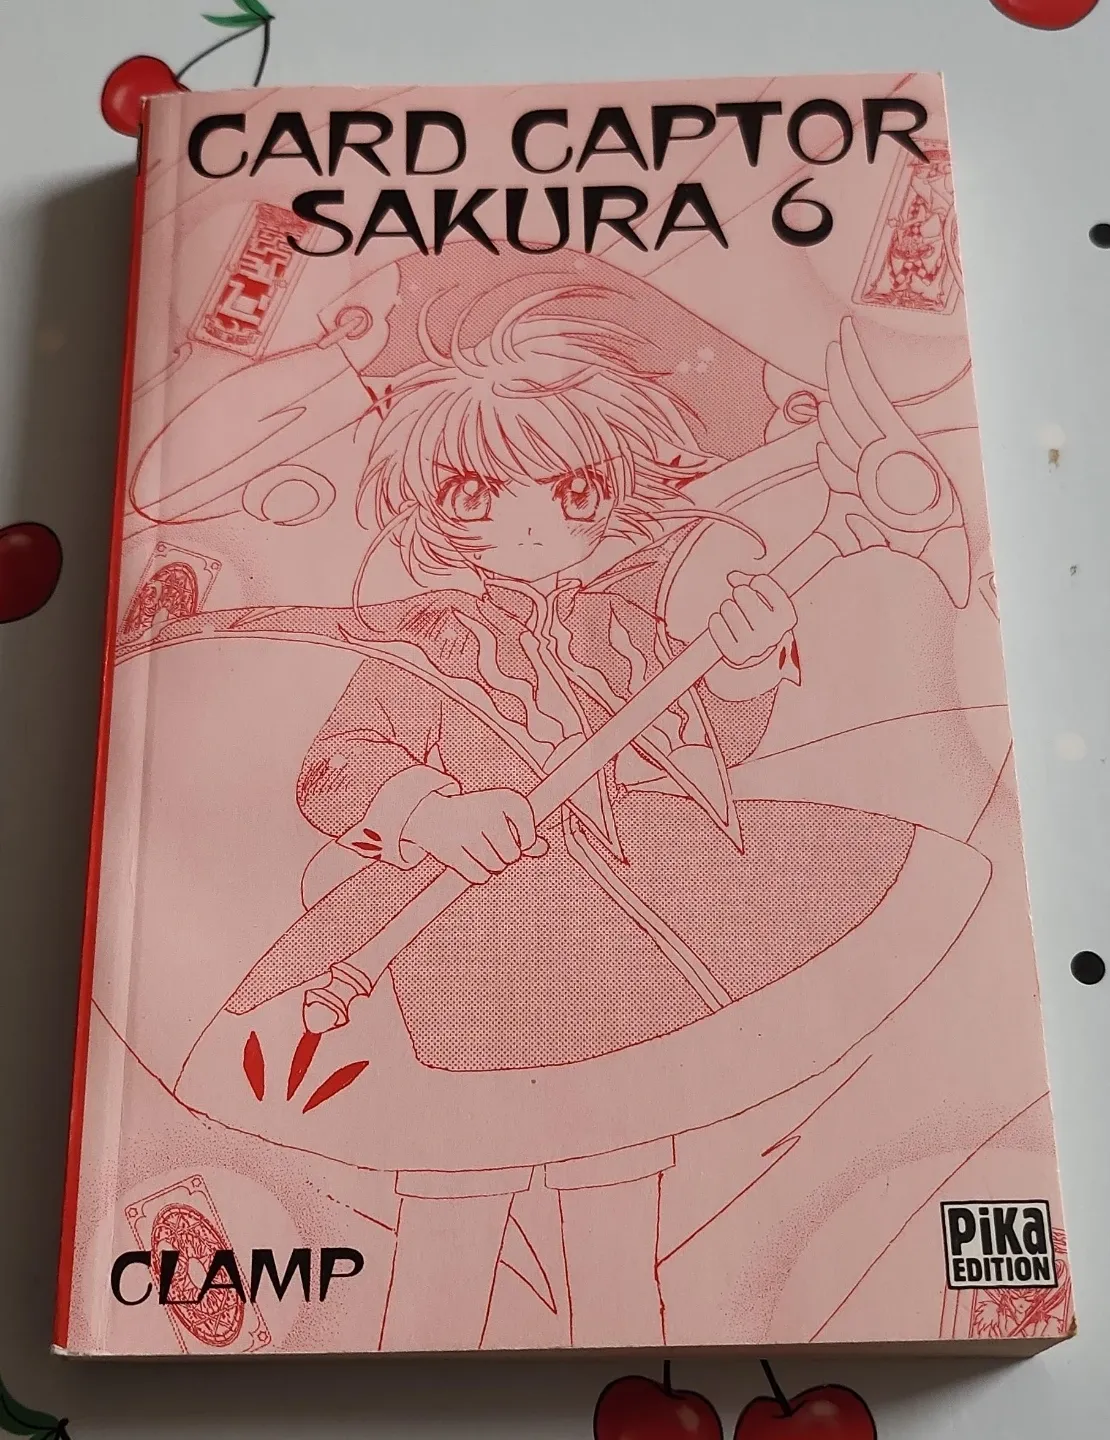 CARD CAPTOR
SAKURA 6
CLAMP
PiKa
EDITION